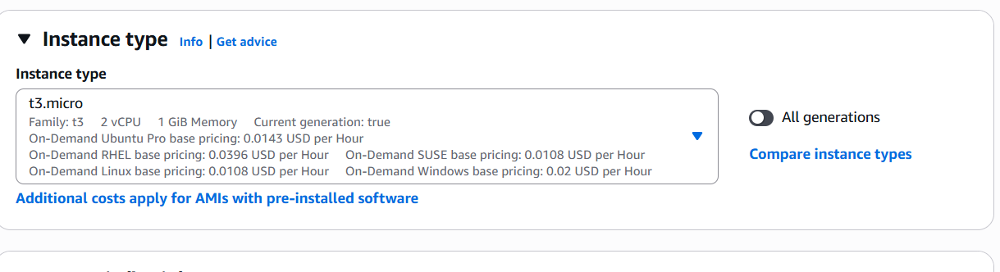 Instance type Info | Get advice
Instance type
t3.micro
Family: t3 2 vCPU 1 GiB Memory Current generation: true
On-Demand Ubuntu Pro base pricing: 0.0143 USD per Hour
On-Demand RHEL base pricing: 0.0396 USD per Hour On-Demand SUSE base pricing: 0.0108 USD per Hour
On-Demand Linux base pricing: 0.0108 USD per Hour On-Demand Windows base pricing: 0.02 USD per Hour
All generations
Compare instance types
Additional costs apply for AMIs with pre-installed software